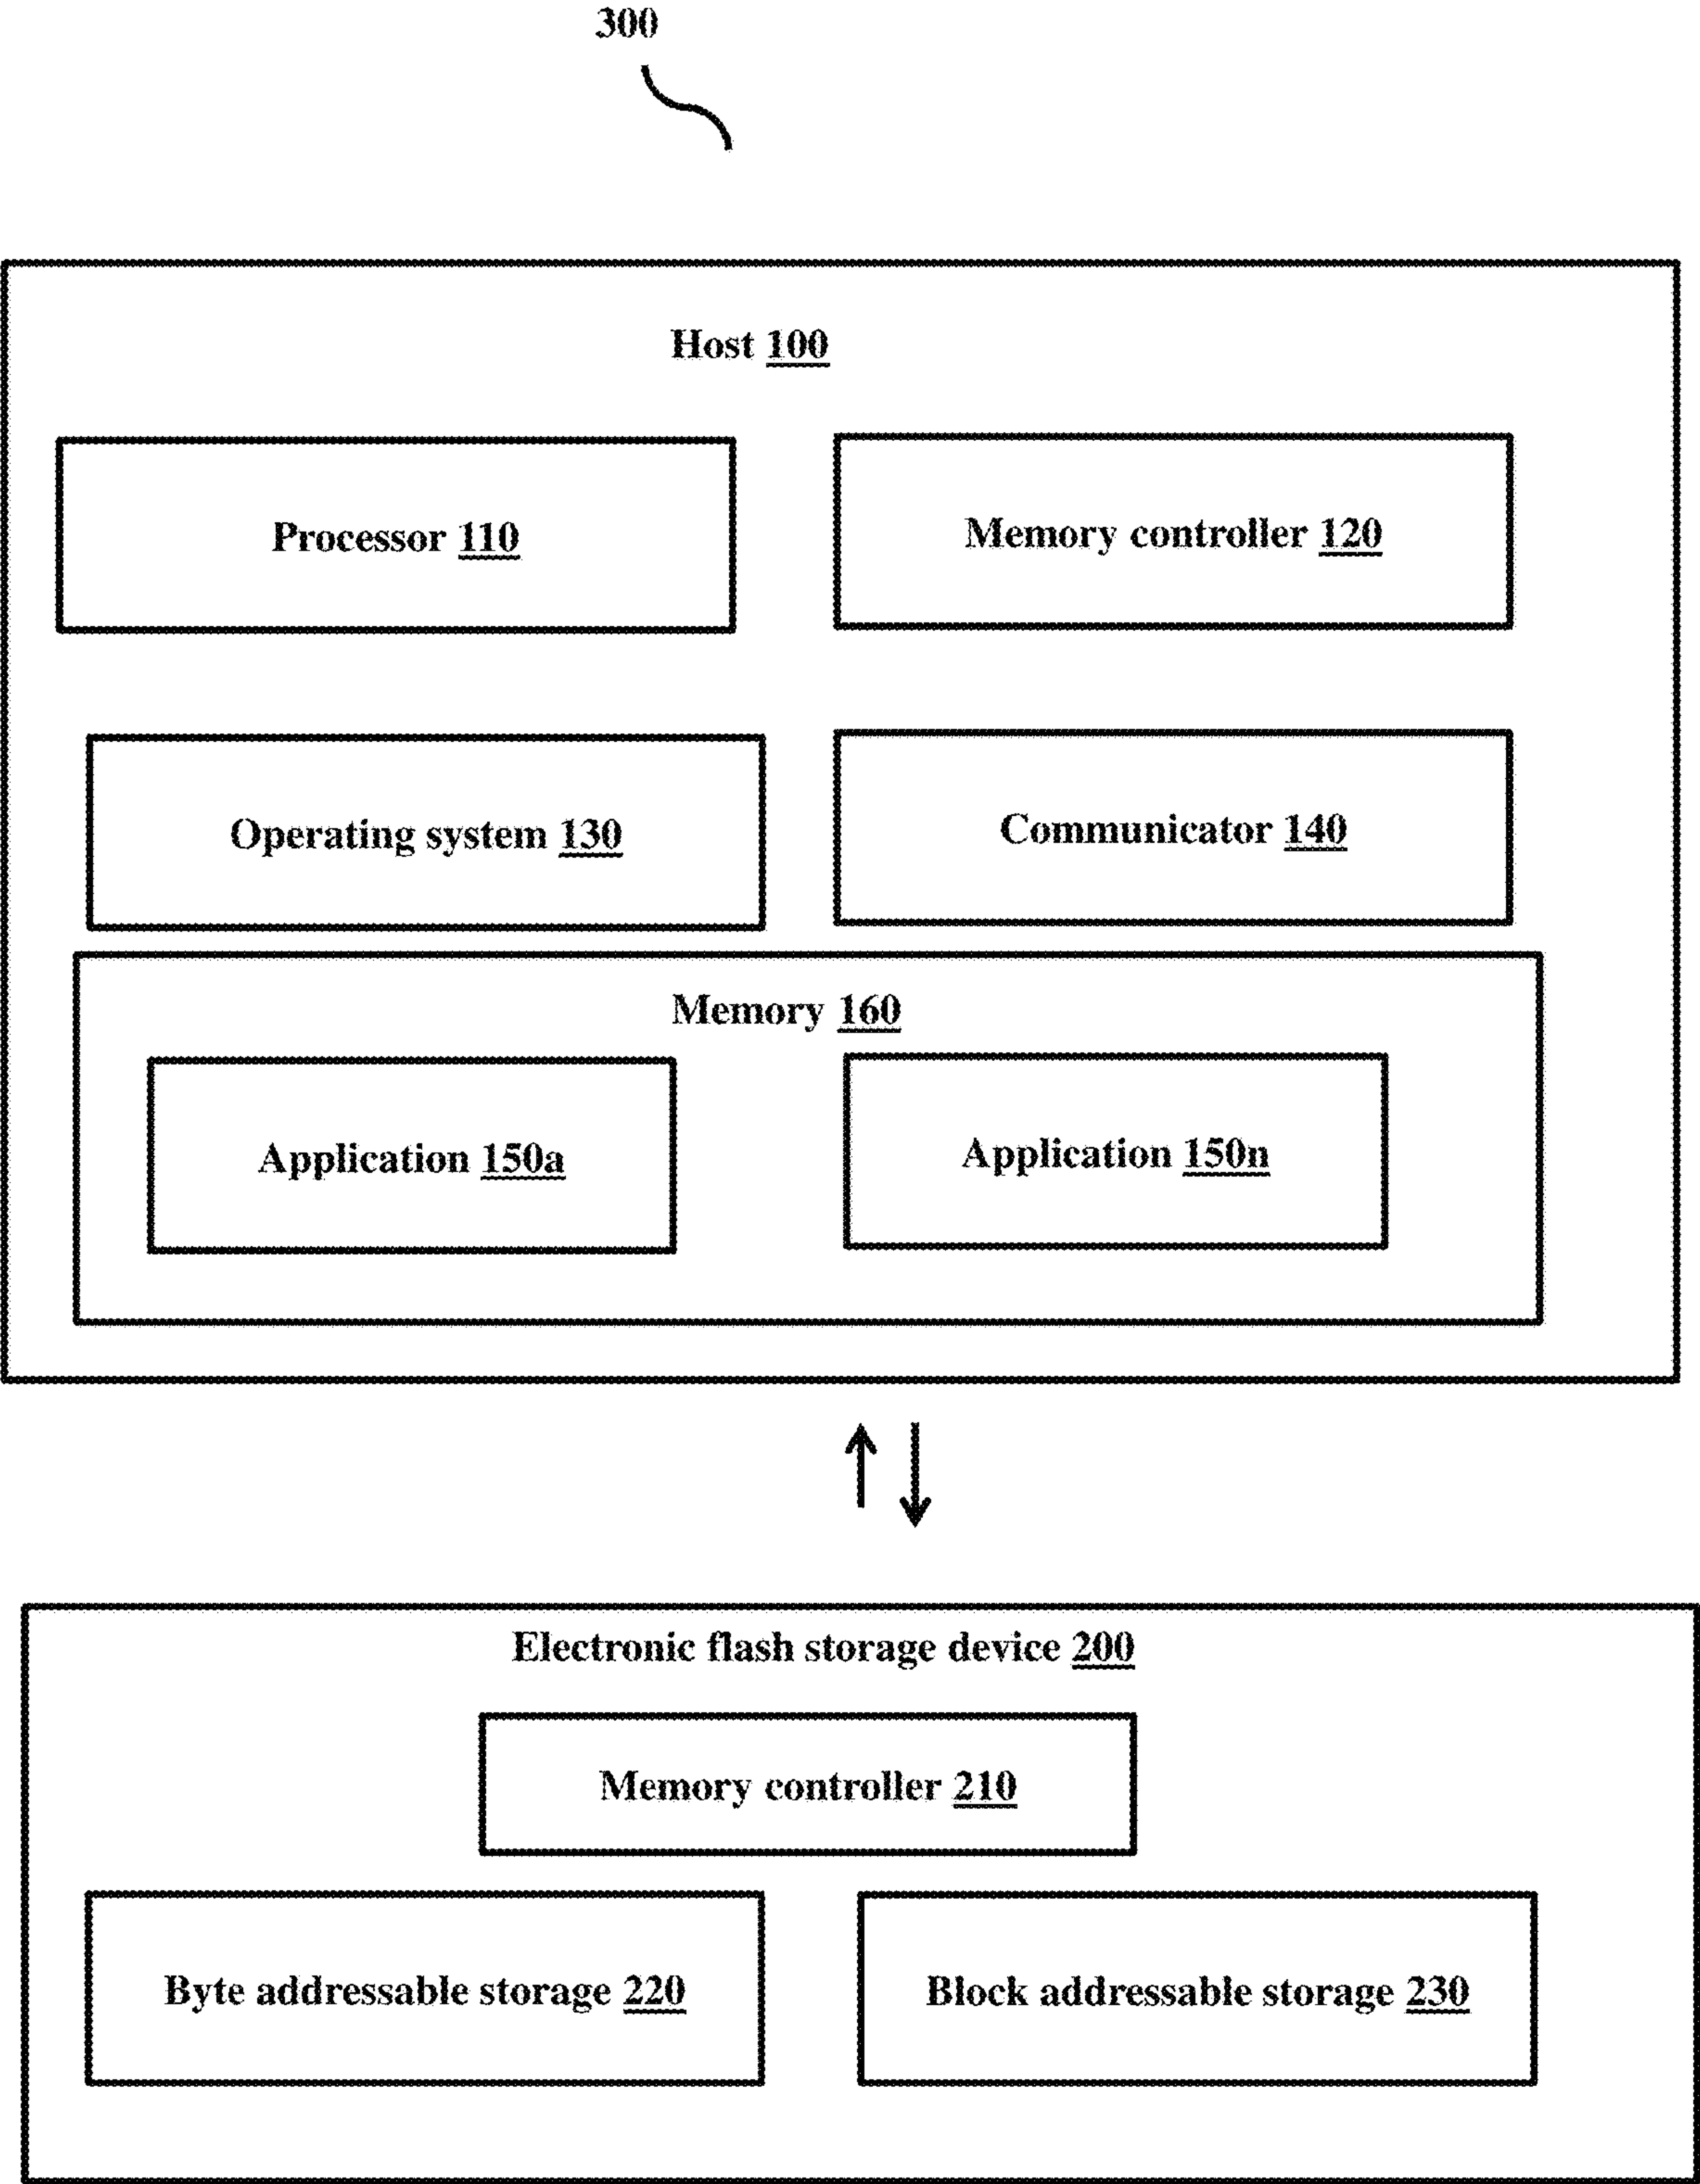 300
Host 100
Processor 110
Memory controller 120
Operating system 130
Communicator 140
Memory 160
Application 150a
Application 150n
Electronic flash storage device 200
Memory controller 210
Byte addressable storage 220
Block addressable storage 230